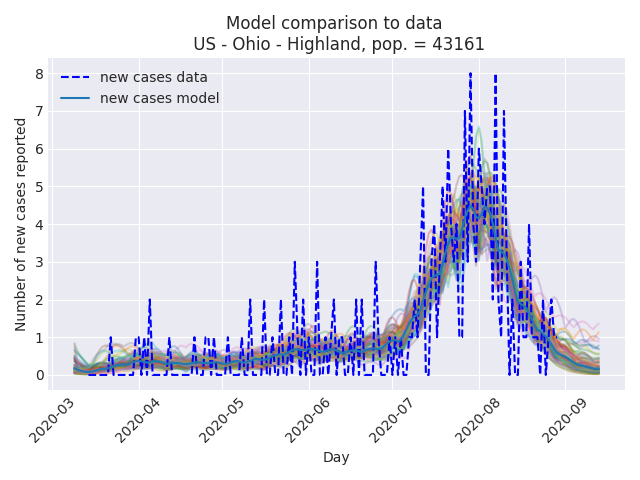 Model comparison to data
US - Ohio - Highland, pop. = 43161
new cases data
new cases model
Number of new cases reported
8
7
6
5
4
3
2
1
0
2020-03
2020-04
2020-05
2020-06
2020-07
2020-08
2020-09
Day